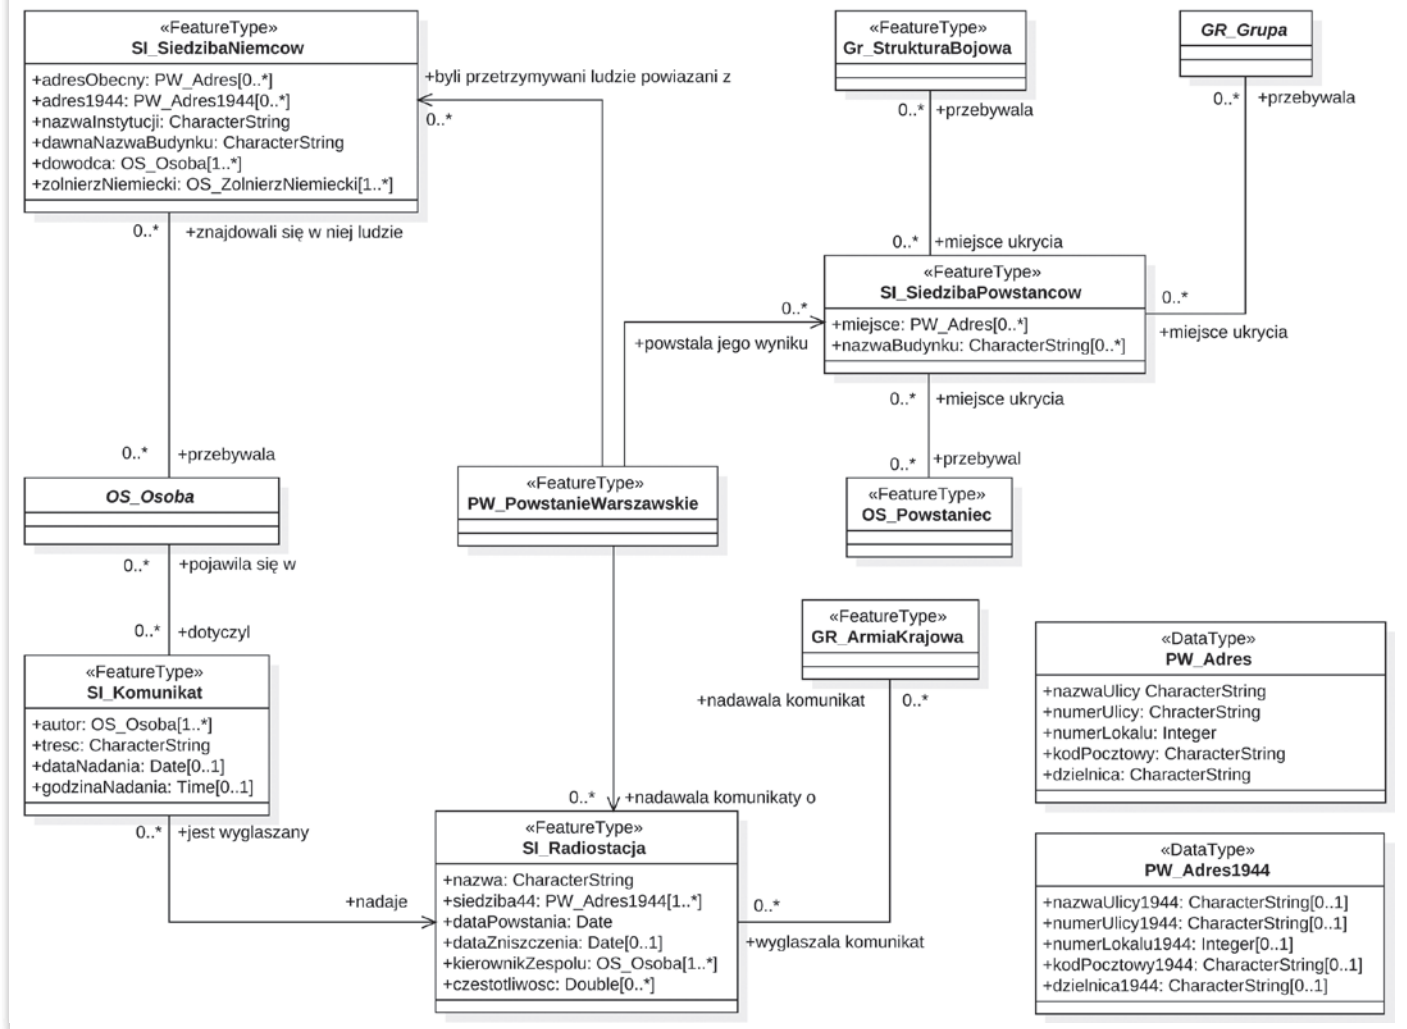 «FeatureType»
SI_SiedzibaNiemcow
+adresObecny: PW_Adres[0..*]
+adres1944: PW_Adres1944[0..*]
+nazwaInstytucji: CharacterString
+dawnaNazwaBudynku: CharacterString
+dowodca: OS_Osoba[1..*]
+zolnierzNiemiecki: OS_ZolnierzNiemiecki[1..*]
+byli przetrzymywani ludzie powiazani z
0..*
«FeatureType»
Gr_StrukturaBojowa
0..*
+przebywala
GR_Grupa
0..*
+przebywala
0..*
+znajdowali się w niej ludzie
0..*
+miejsce ukrycia
«FeatureType»
SI_SiedzibaPowstancow
+miejsce: PW_Adres[0..*]
+nazwaBudynku: CharacterString[0..*]
0..*
+miejsce ukrycia
0..*
+powstala jego wyniku
0..*
+miejsce ukrycia
0..*
+przebywala
0..*
+przebywal
OS_Osoba
«FeatureType»
PW_PowstanieWarszawskie
«FeatureType»
OS_Powstaniec
0..*
+pojawila się w
0..*
+dotyczyl
«FeatureType»
SI_Komunikat
+autor: OS_Osoba[1..*]
+tresc: CharacterString
+dataNadania: Date[0..1]
+godzinaNadania: Time[0..1]
0..*
+jest wyglaszany
+nadaje
«FeatureType»
GR_ArmiaKrajowa
+nadawala komunikat
0..*
0..*
+nadawala komunikaty o
«FeatureType»
SI_Radiostacja
+nazwa: CharacterString
+siedziba44: PW_Adres1944[1..*]
+dataPowstania: Date
+dataZniszczenia: Date[0..1]
+kierownikZespolu: OS_Osoba[1..*]
+czestotliwosc: Double[0..*]
0..*
+wyglaszala komunikat
«DataType»
PW_Adres
+nazwaUlicy CharacterString
+numerUlicy: ChracterString
+numerLokalu: Integer
+kodPocztowy: CharacterString
+dzielnica: CharacterString
«DataType»
PW_Adres1944
+nazwaUlicy1944: CharacterString[0..1]
+numerUlicy1944: CharacterString[0..1]
+numerLokalu1944: Integer[0..1]
+kodPocztowy1944: CharacterString[0..1]
+dzielnica1944: CharacterString[0..1]